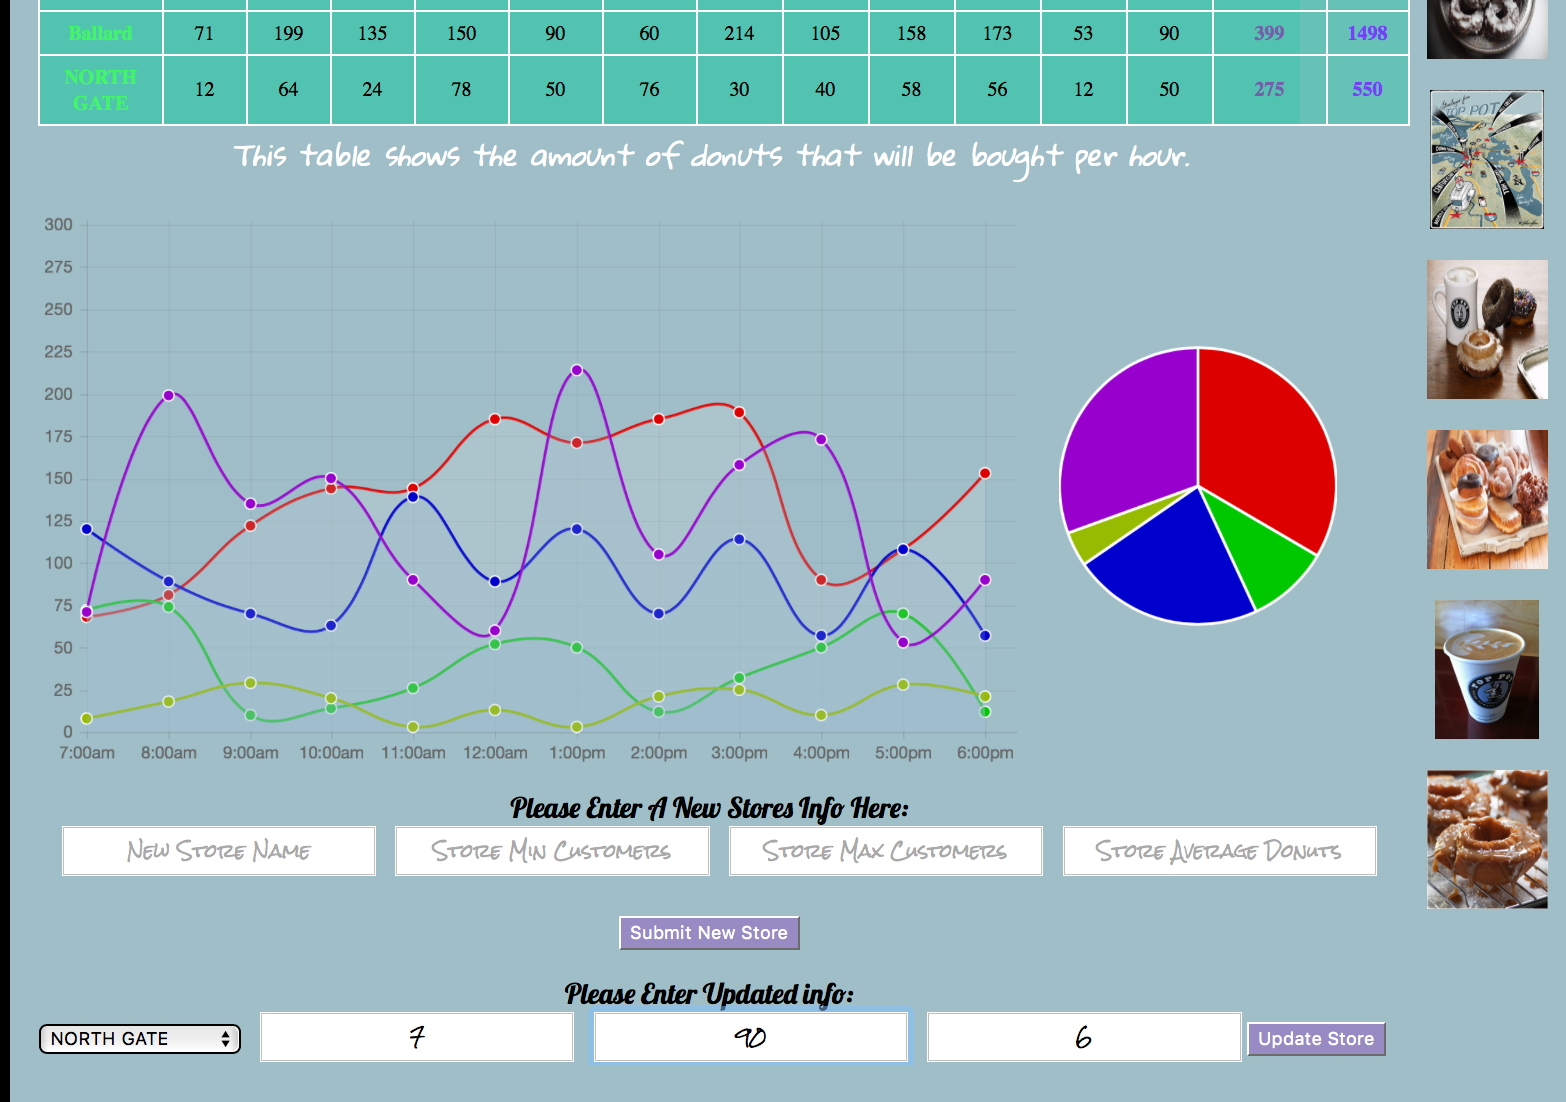 Ballard 71 199 135 150 90 60 214 105 158 173 53 90 399 1498
NORTH GATE 12 64 24 78 50 76 30 40 58 56 12 50 275 550
This table shows the amount of donuts that will be bought per hour.
300
275
250
225
200
175
150
125
100
75
50
25
0
7:00am 8:00am 9:00am 10:00am 11:00am 12:00am 1:00pm 2:00pm 3:00pm 4:00pm 5:00pm 6:00pm
Please Enter A New Stores Info Here:
New Store Name Store Min Customers Store Max Customers Store Average Donuts
Submit New Store
Please Enter Updated info:
NORTH GATE 7 90 6 Update Store
TOP POT